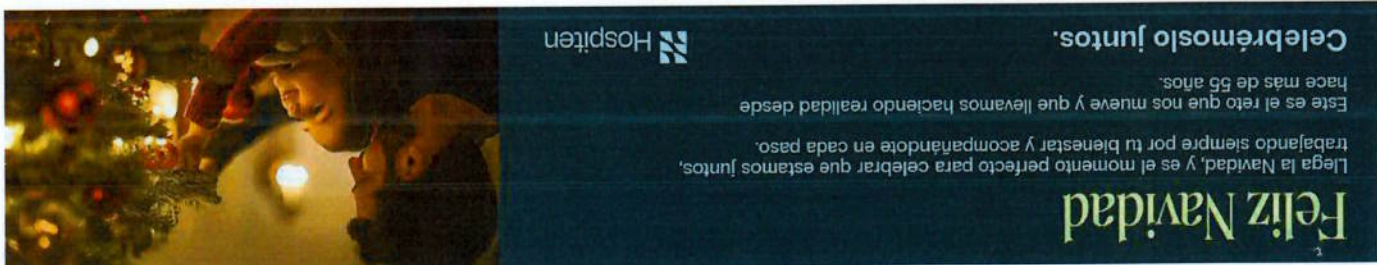 Feliz Navidad
Llega la Navidad, y es el momento perfecto para celebrar que estamos juntos,
trabajando siempre por tu bienestar y acompañándote en cada paso.
Este es el reto que nos mueve y que llevamos haciendo realidad desde
hace más de 55 años.
Celebrémoslo juntos.
Hospiten